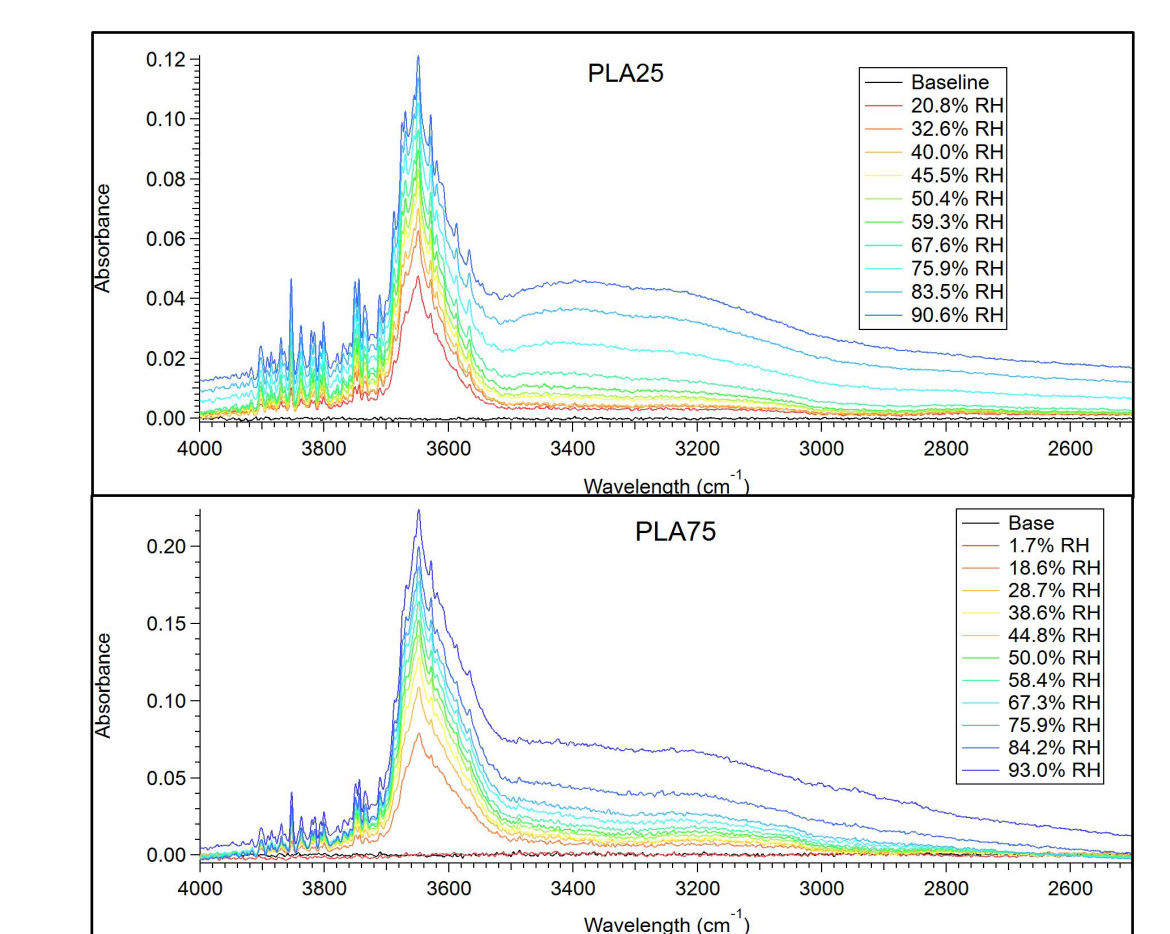 PLA25
0.12
0.10
0.08
0.06
0.04
0.02
0.00
Absorbance
4000 3800 3600 3400 3200 3000 2800 2600
Wavelength (cm-1)
Baseline
20.8% RH
32.6% RH
40.0% RH
45.5% RH
50.4% RH
59.3% RH
67.6% RH
75.9% RH
83.5% RH
90.6% RH
PLA75
0.20
0.15
0.10
0.05
0.00
Absorbance
4000 3800 3600 3400 3200 3000 2800 2600
Wavelength (cm-1)
Base
1.7% RH
18.6% RH
28.7% RH
38.6% RH
44.8% RH
50.0% RH
58.4% RH
67.3% RH
75.9% RH
84.2% RH
93.0% RH